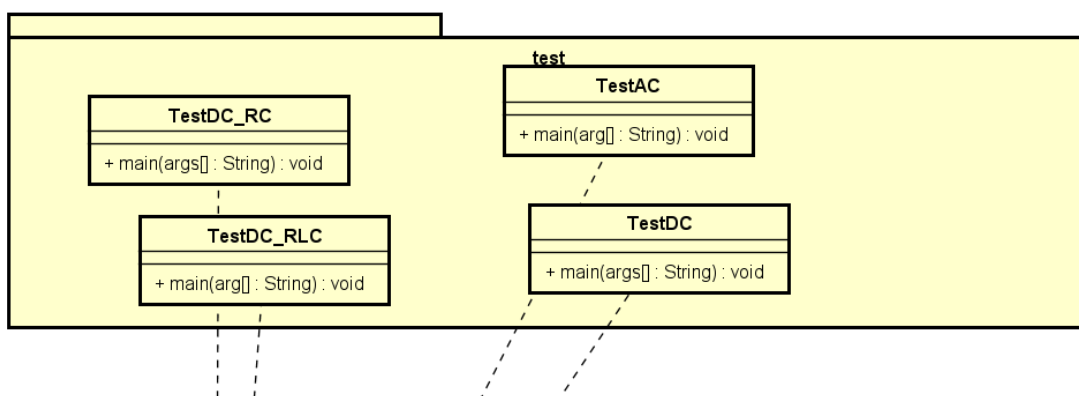 test
TestAC
+ main(arg[] : String) : void
TestDC_RC
+ main(args[] : String) : void
TestDC_RLC
+ main(arg[] : String) : void
TestDC
+ main(args[] : String) : void